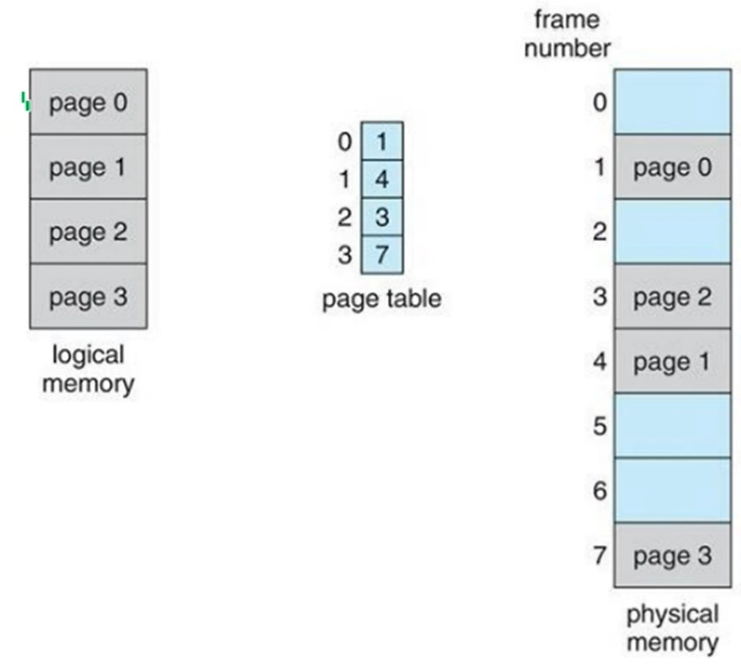 page 0
page 1
page 2
page 3
logical
memory
0 1
1 4
2 3
3 7
page table
frame
number
0
1 page 0
2
3 page 2
4 page 1
5
6
7 page 3
physical
memory